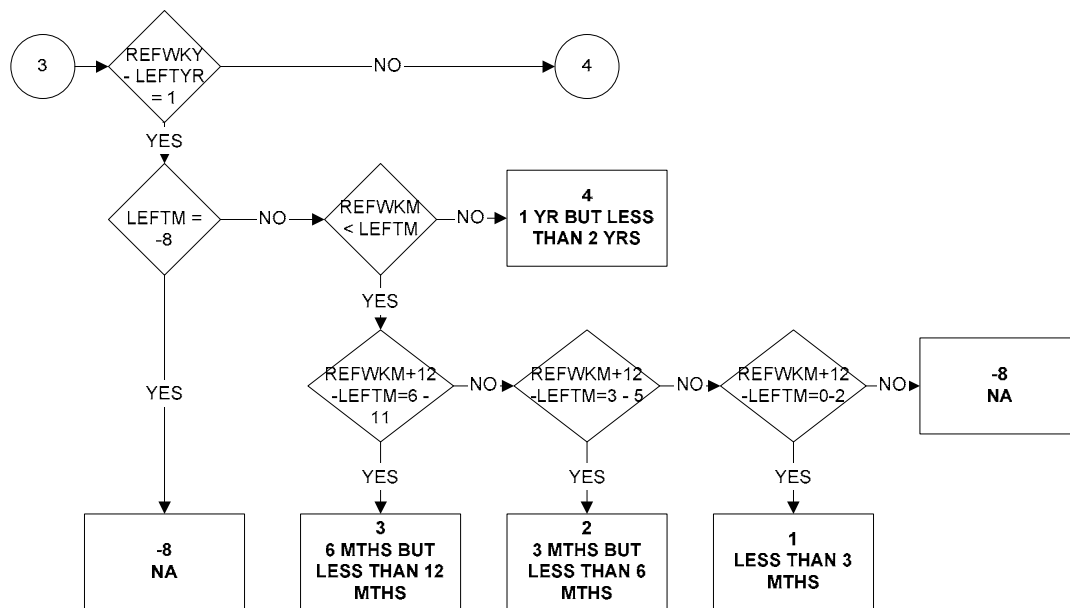 3
REFWKY
- LEFTYR
= 1
NO
4
YES
LEFTM =
-8
NO
REFWKM
< LEFTM
NO
4
1 YR BUT LESS
THAN 2 YRS
YES
YES
REFWKM+12
-LEFTM=6 -
11
NO
REFWKM+12
-LEFTM=3 - 5
NO
REFWKM+12
-LEFTM=0-2
NO
-8
NA
YES
YES
YES
-8
NA
3
6 MTHS BUT
LESS THAN 12
MTHS
2
3 MTHS BUT
LESS THAN 6
MTHS
1
LESS THAN 3
MTHS